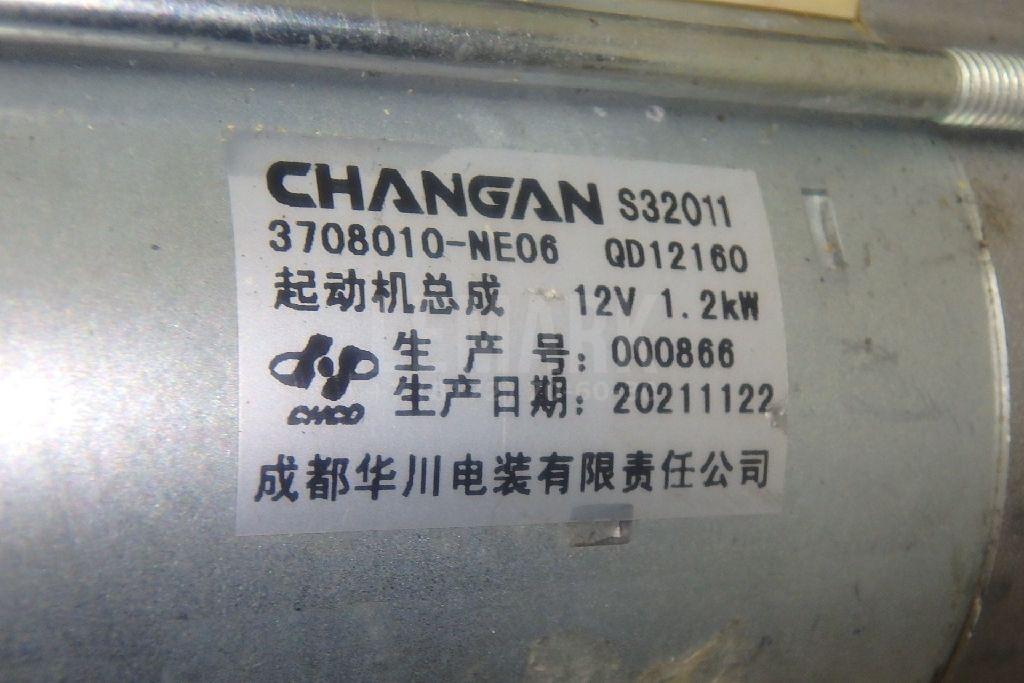 CHANGAN S32011
3708010-NE06 QD12160
起动机总成 12V 1.2kW
生产号：000866
生产日期：20211122
成都华川电装有限责任公司